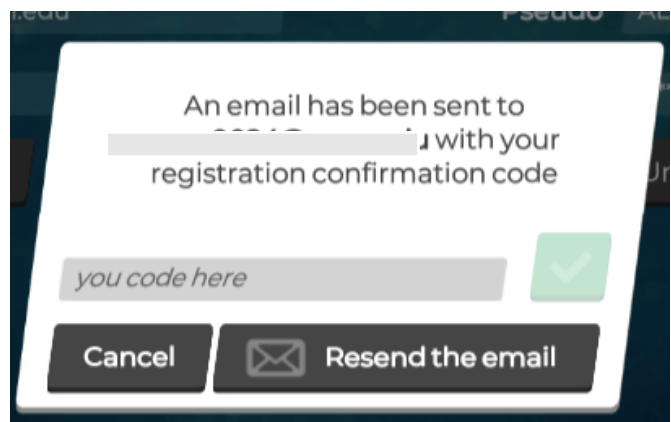 Pseudo
An email has been sent to
with your
registration confirmation code
you code here
Cancel
Resend the email